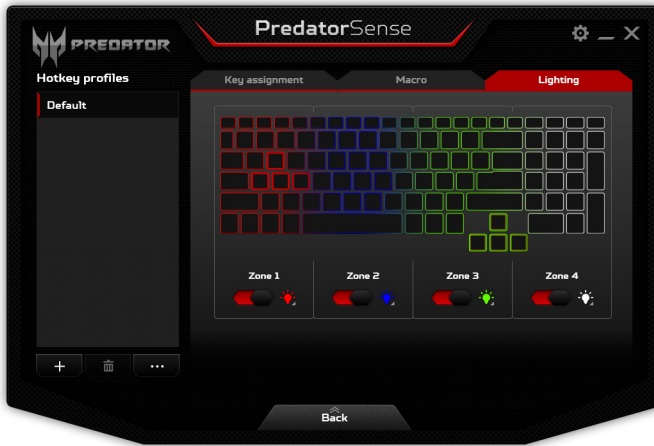 PredatorSense
PREDATOR
Hotkey profiles
Default
Key assignment
Macro
Lighting
Zone 1
Zone 2
Zone 3
Zone 4
Back